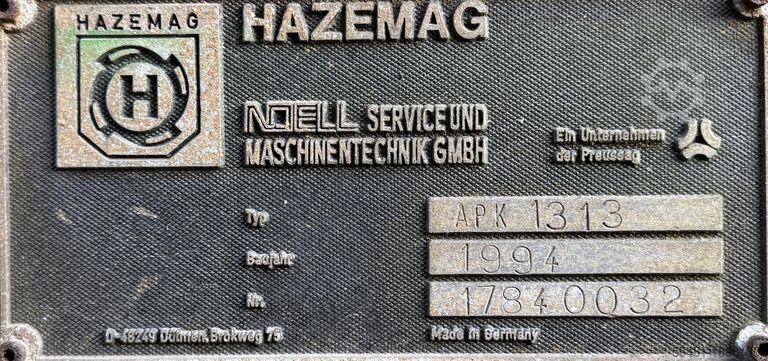 HAZEMAG
H
HAZEMAG
NOELL SERVICE UND
MASCHINENTECHNIK GMBH
Ein Unternehmen
der Preussag
Typ APK 1313
Baujahr 1994
Nr. 17840032
D-48249 Dülmen, Brokweg 75
Made in Germany